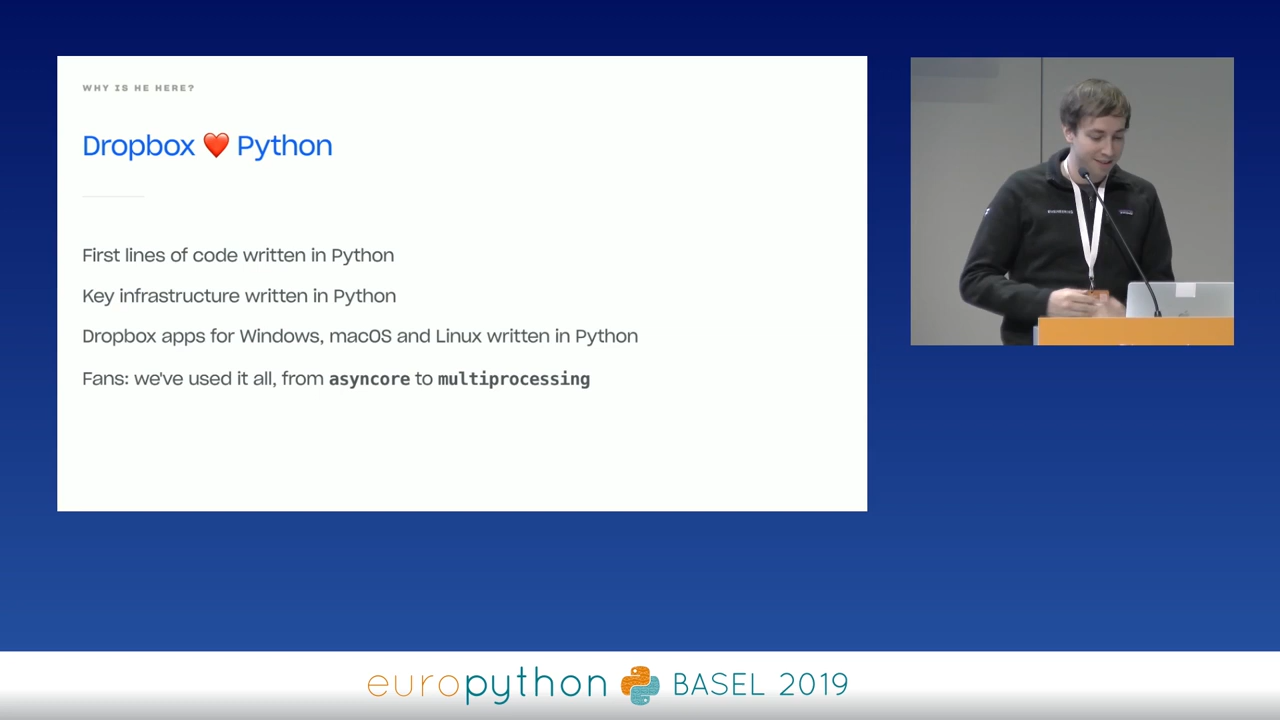 WHY IS HE HERE?
Dropbox ❤️ Python
First lines of code written in Python
Key infrastructure written in Python
Dropbox apps for Windows, macOS and Linux written in Python
Fans: we've used it all, from asyncore to multiprocessing
europython BASEL 2019